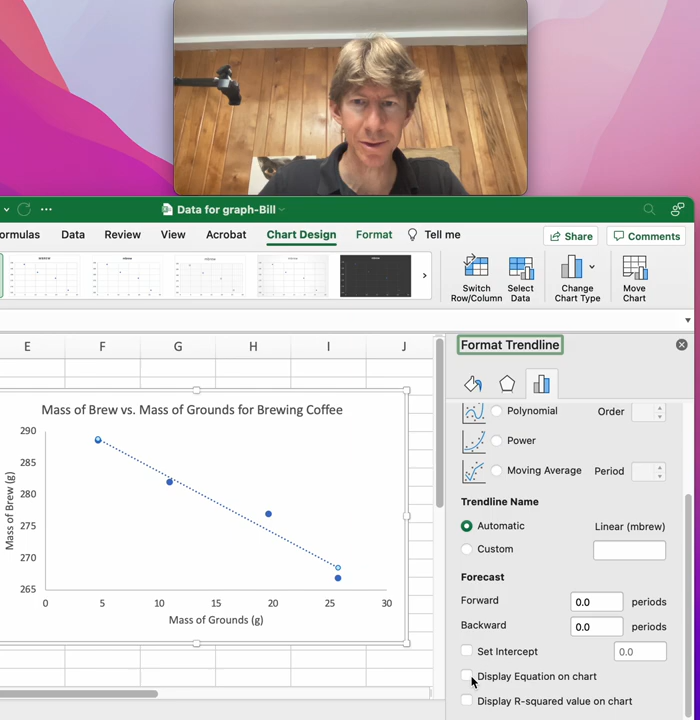 Data for graph-Bill
ormulas Data Review View Acrobat Chart Design Format Tell me Share Comments
Switch Row/Column
Select Data
Change Chart Type
Move Chart
E F G H I J
Format Trendline
Mass of Brew vs. Mass of Grounds for Brewing Coffee
290
285
280
275
270
265
Mass of Brew (g)
0 5 10 15 20 25 30
Mass of Grounds (g)
Polynomial Order
Power
Moving Average Period
Trendline Name
Automatic Linear (mbrew)
Custom
Forecast
Forward 0.0 periods
Backward 0.0 periods
Set Intercept 0.0
Display Equation on chart
Display R-squared value on chart